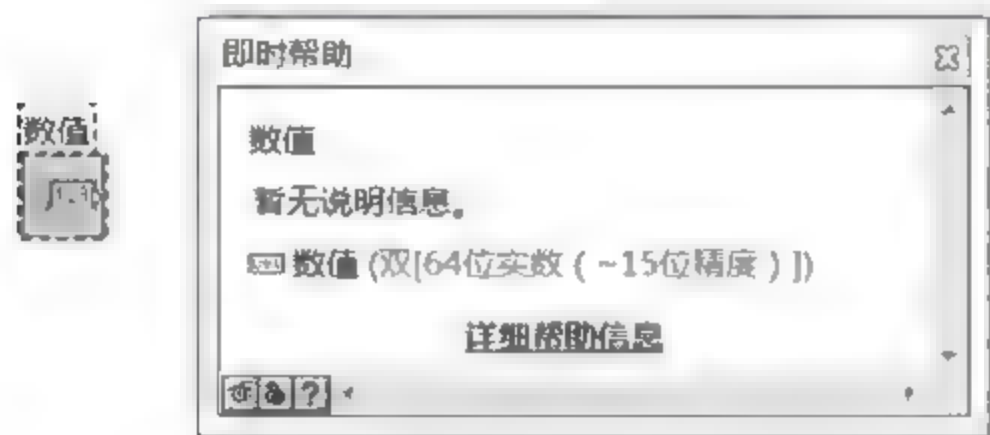 即时帮助
数值
数值
暂无说明信息。
数值 (双[64位实数 ( ~15位精度 ) ])
详细帮助信息
?